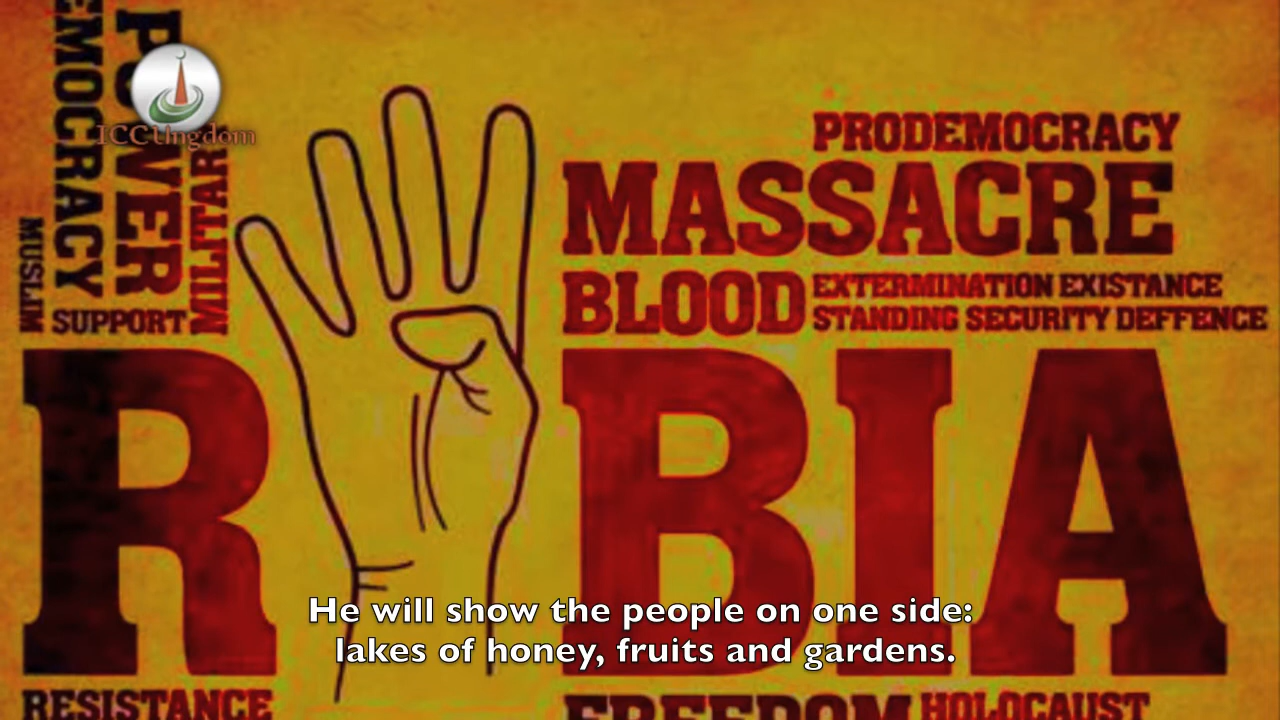 EMOCRACY
POWER
MILITAR
MUSLIM
SUPPORT
ICCUngdom
PRODEMOCRACY
MASSACRE
BLOOD
EXTERMINATION EXISTANCE
STANDING SECURITY DEFFENCE
R BIA
He will show the people on one side:
lakes of honey, fruits and gardens.
RESISTANCE
FREEDOM HOLOCAUST